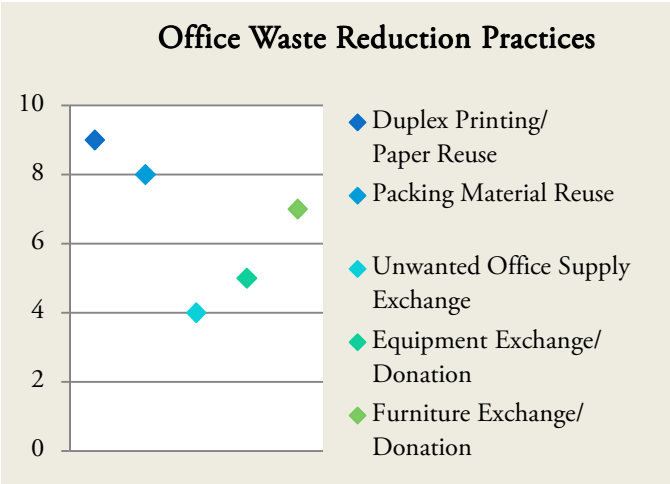 Office Waste Reduction Practices
10
8
6
4
2
0
Duplex Printing/
Paper Reuse
Packing Material Reuse
Unwanted Office Supply
Exchange
Equipment Exchange/
Donation
Furniture Exchange/
Donation